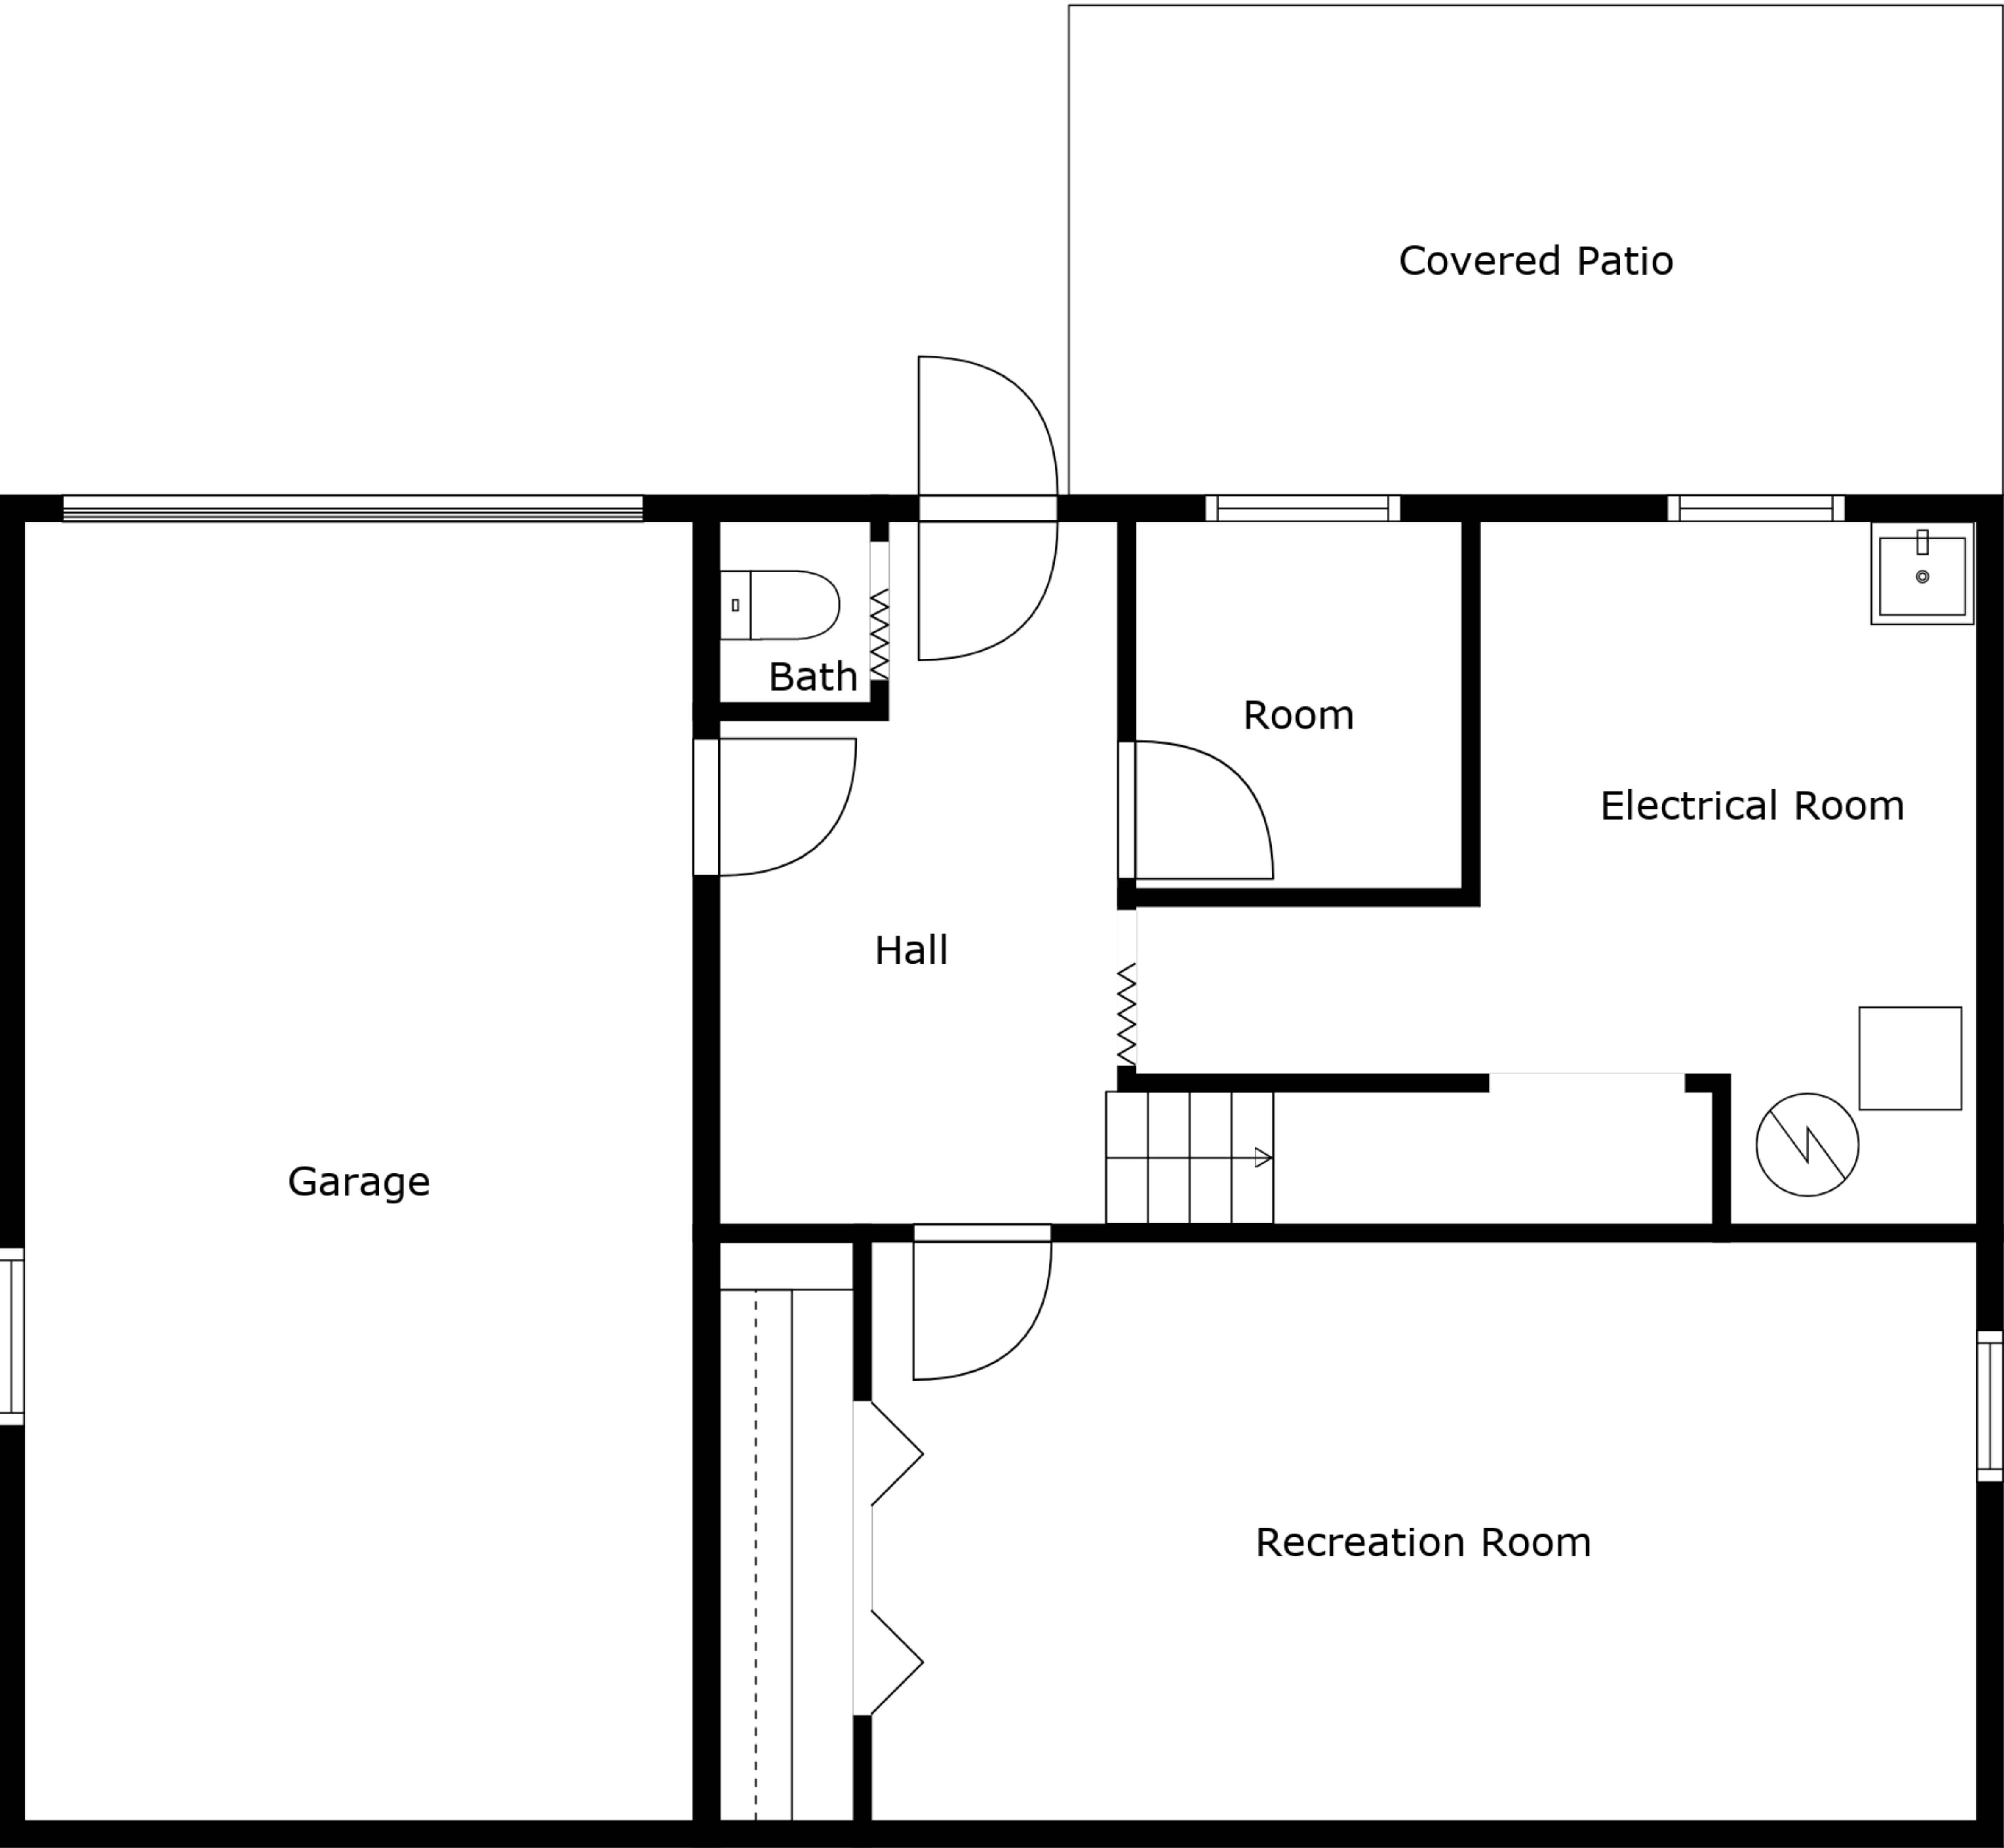 Covered Patio
Bath
Room
Electrical Room
Hall
Garage
Recreation Room